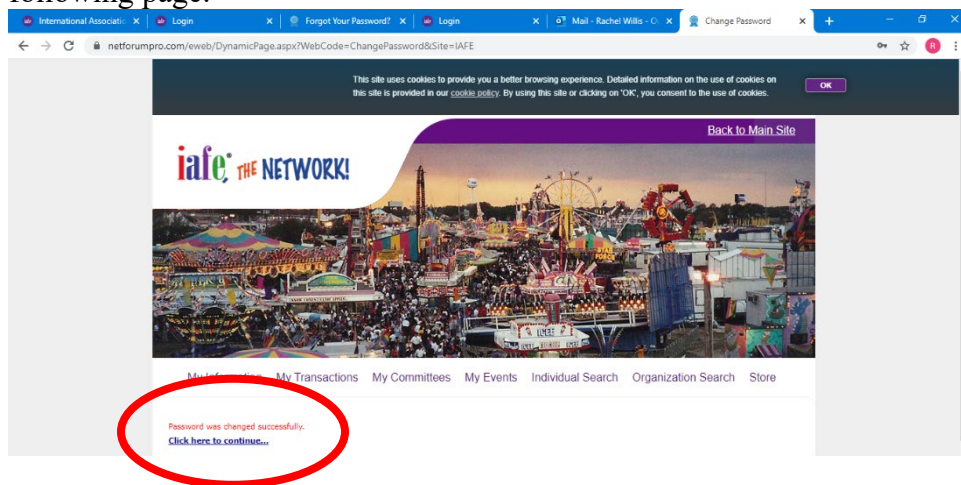 following page.
International Associatio
Login
Forgot Your Password?
Login
Mail - Rachel Willis - O
Change Password
netforumpro.com/eweb/DynamicPage.aspx?WebCode=ChangePassword&Site=IAFE
R
This site uses cookies to provide you a better browsing experience. Detailed information on the use of cookies on
this site is provided in our cookie policy. By using this site or clicking on 'OK', you consent to the use of cookies.
OK
Back to Main Site
iafe THE NETWORK!
My Information My Transactions My Committees My Events Individual Search Organization Search Store
Password was changed successfully.
Click here to continue...